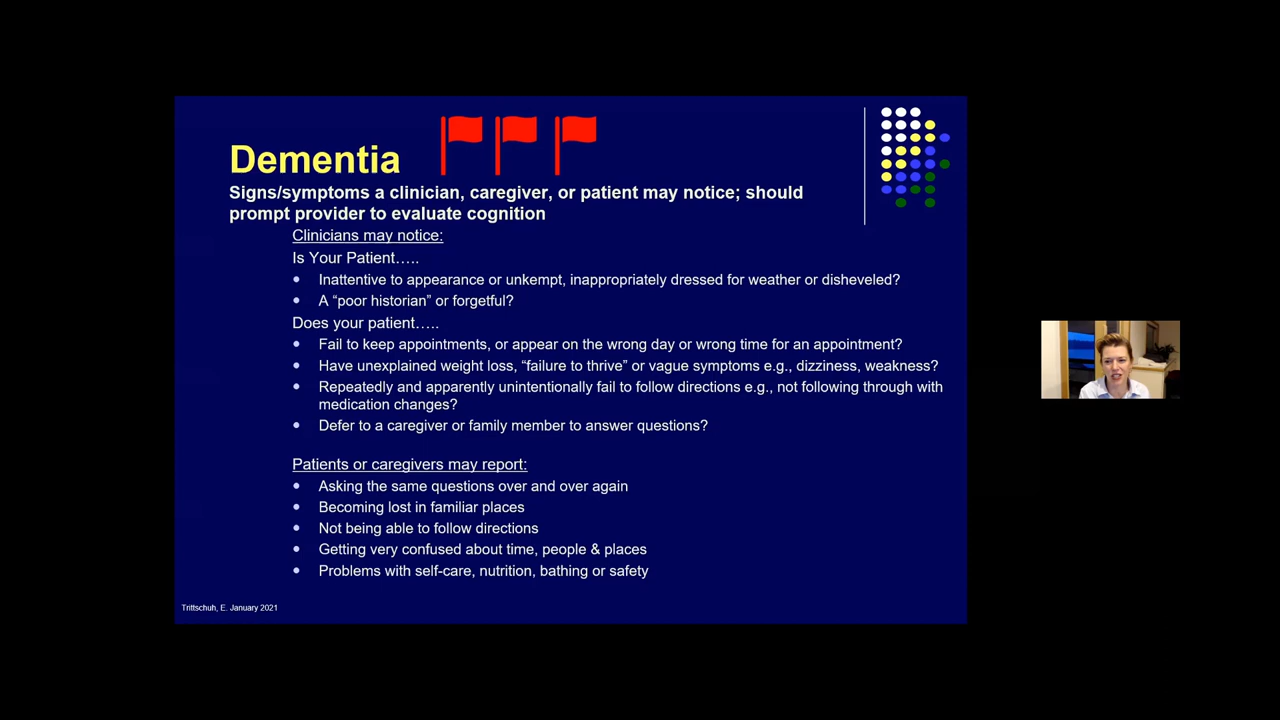 Dementia
Signs/symptoms a clinician, caregiver, or patient may notice; should
prompt provider to evaluate cognition
Clinicians may notice:
Is Your Patient…..
Inattentive to appearance or unkempt, inappropriately dressed for weather or disheveled?
A “poor historian” or forgetful?
Does your patient…..
Fail to keep appointments, or appear on the wrong day or wrong time for an appointment?
Have unexplained weight loss, “failure to thrive” or vague symptoms e.g., dizziness, weakness?
Repeatedly and apparently unintentionally fail to follow directions e.g., not following through with
medication changes?
Defer to a caregiver or family member to answer questions?
Patients or caregivers may report:
Asking the same questions over and over again
Becoming lost in familiar places
Not being able to follow directions
Getting very confused about time, people & places
Problems with self-care, nutrition, bathing or safety
Trittschuh, E. January 2021